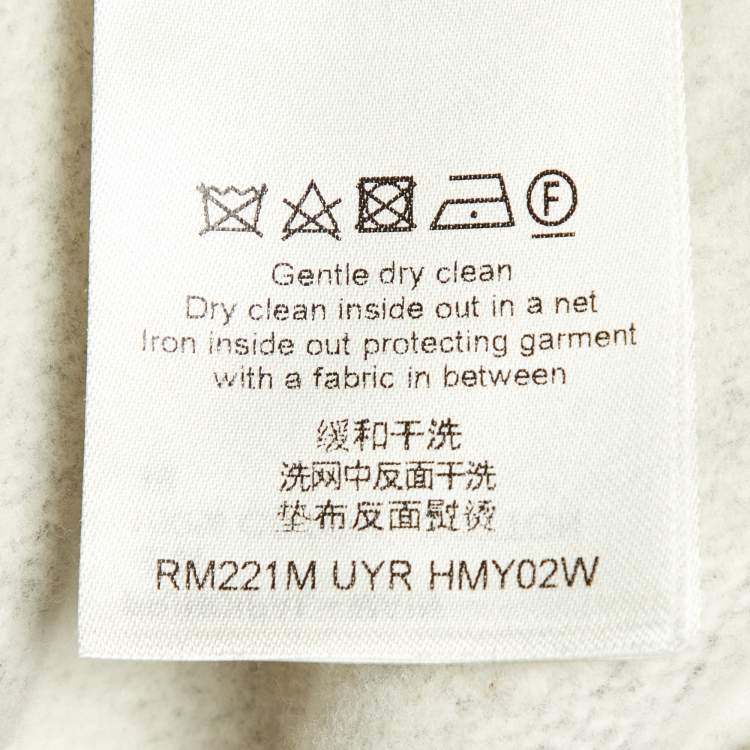 F
Gentle dry clean
Dry clean inside out in a net
Iron inside out protecting garment
with a fabric in between
缓和干洗
洗网中反面干洗
垫布反面熨烫
RM221M UYR HMY02W